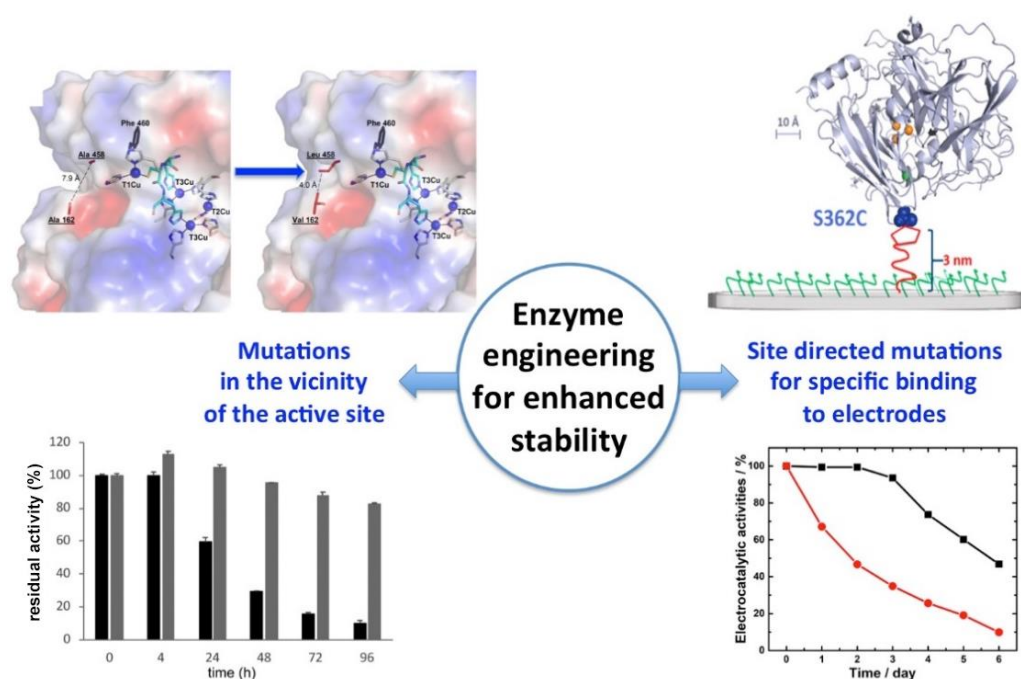 Phe 460
Ala 458
7.9 Å
T1Cu
T3Cu
T2Cu
T3Cu
Ala 162
Phe 460
Leu 458
4.0 Å
T1Cu
T3Cu
T2Cu
T3Cu
Val 162
10 Å
S362C
3 nm
Enzyme
engineering
for enhanced
stability
Mutations
in the vicinity
of the active site
Site directed mutations
for specific binding
to electrodes
residual activity (%)
120
100
80
60
40
20
0
0 4 24 48 72 96
time (h)
Electrocatalytic activities / %
100
80
60
40
20
0
0 1 2 3 4 5 6
Time / day